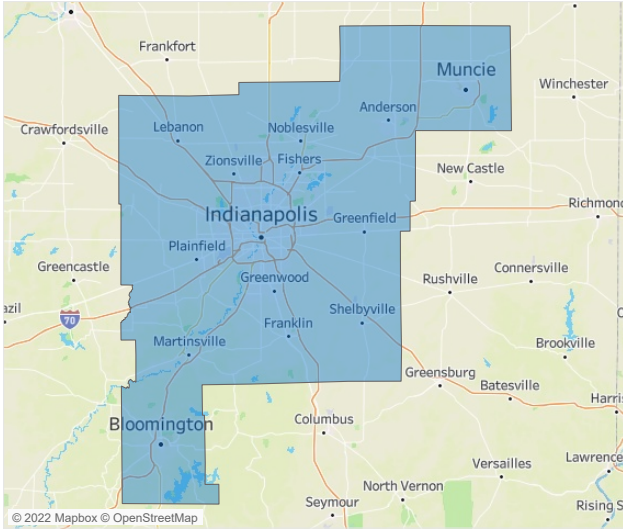 Frankfort
Muncie
Winchester
Anderson
Crawfordsville
Lebanon
Noblesville
Zionsville
Fishers
New Castle
Indianapolis
Greenfield
Richmond
Plainfield
Greencastle
Greenwood
Connersville
Rushville
azil
70
Franklin
Shelbyville
Martinsville
Brookville
Greensburg
Batesville
Harris
Bloomington
Columbus
Lawrence
Versailles
North Vernon
Seymour
Rising S
© 2022 Mapbox © OpenStreetMap